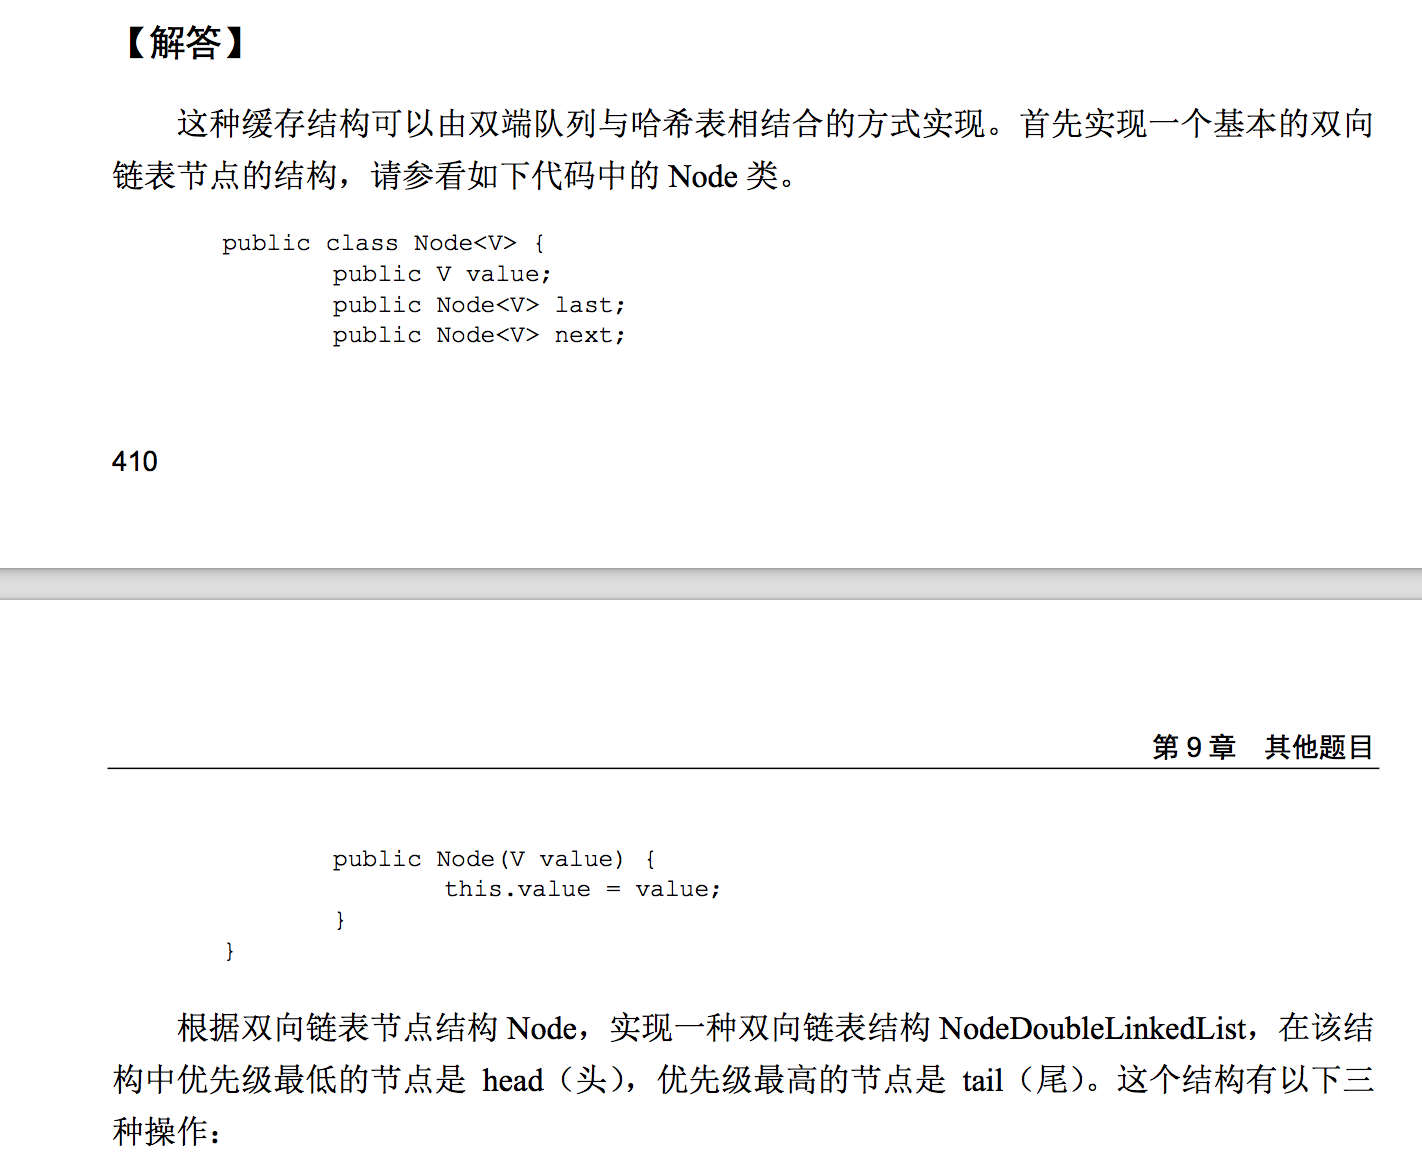 【解答】
这种缓存结构可以由双端队列与哈希表相结合的方式实现。首先实现一个基本的双向
链表节点的结构，请参看如下代码中的 Node 类。
public class Node<V> {
public V value;
public Node<V> last;
public Node<V> next;
410
第 9 章 其他题目
public Node(V value) {
this.value = value;
}
}
根据双向链表节点结构 Node，实现一种双向链表结构 NodeDoubleLinkedList，在该结
构中优先级最低的节点是 head（头），优先级最高的节点是 tail（尾）。这个结构有以下三
种操作：